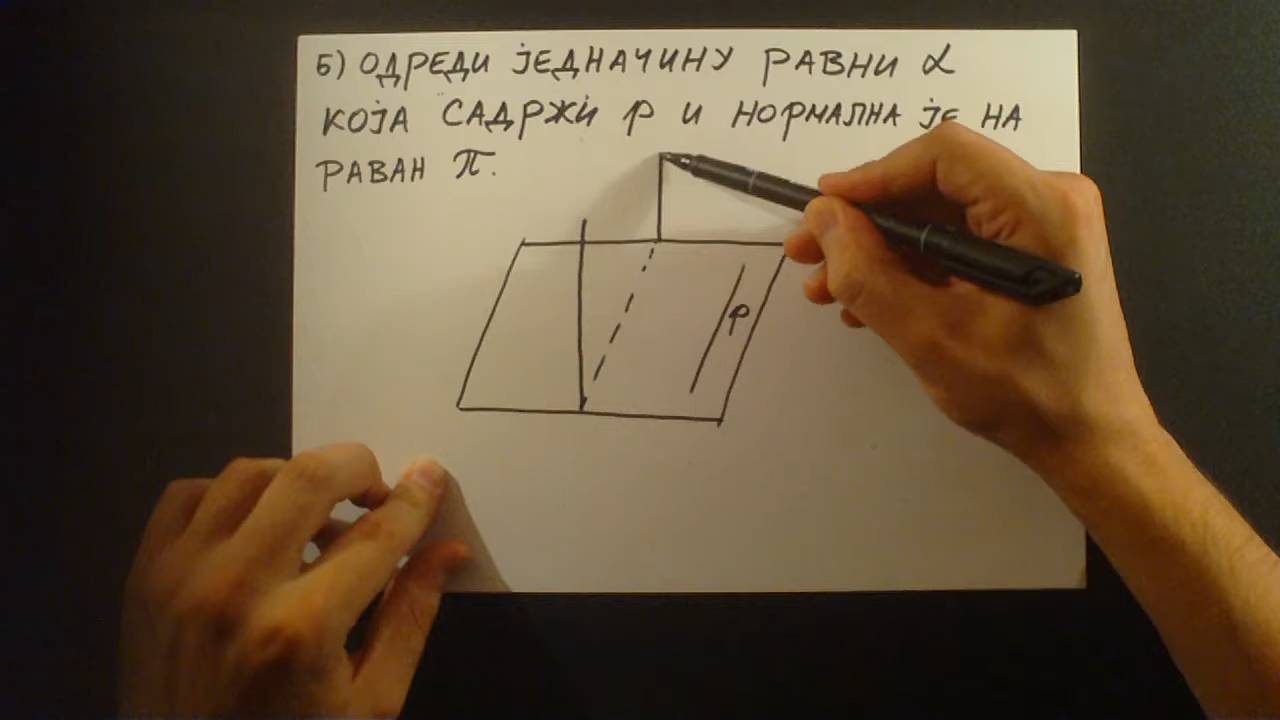 Б) ОДРЕДИ ЈЕДНАЧИНУ РАВНИ α
КОЈА САДРЖИ p И НОРМАЛНА ЈЕ НА
РАВАН π.
p